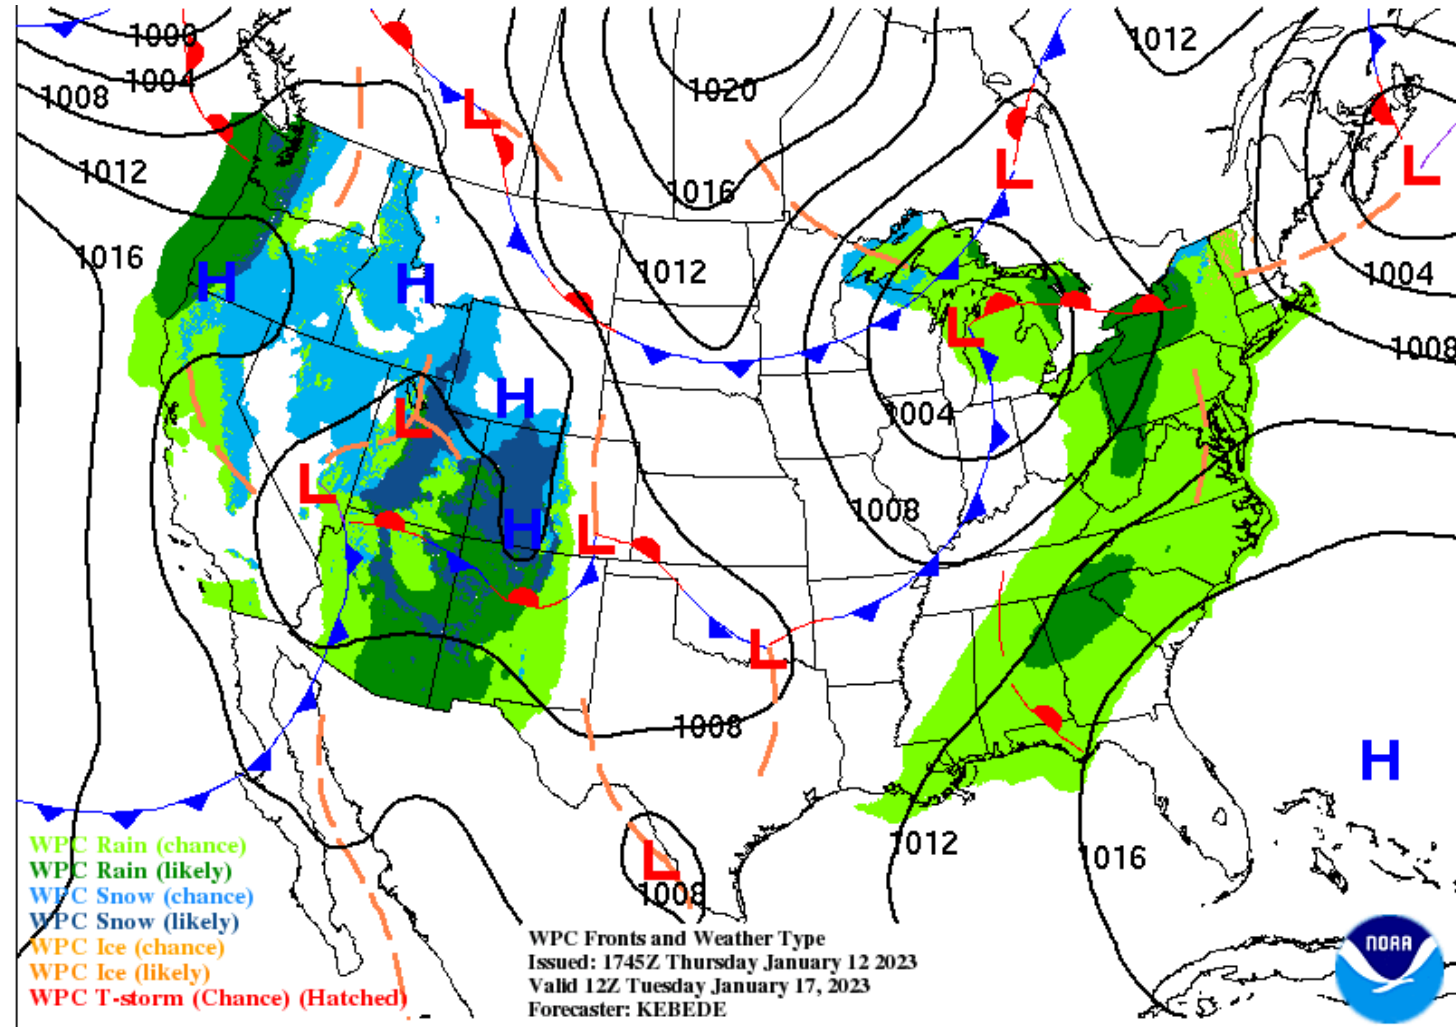 1000
1004
1008
1012
1020
1012
1016
1016
1012
1004
1008
H
H
H
H
H
L
L
L
L
L
L
L
L
L
1004
1008
1008
1012
1016
1008
WPC Rain (chance)
WPC Rain (likely)
WPC Snow (chance)
WPC Snow (likely)
WPC Ice (chance)
WPC Ice (likely)
WPC T-storm (Chance) (Hatched)
WPC Fronts and Weather Type
Issued: 1745Z Thursday January 12 2023
Valid 12Z Tuesday January 17, 2023
Forecaster: KEBEDE
NOAA